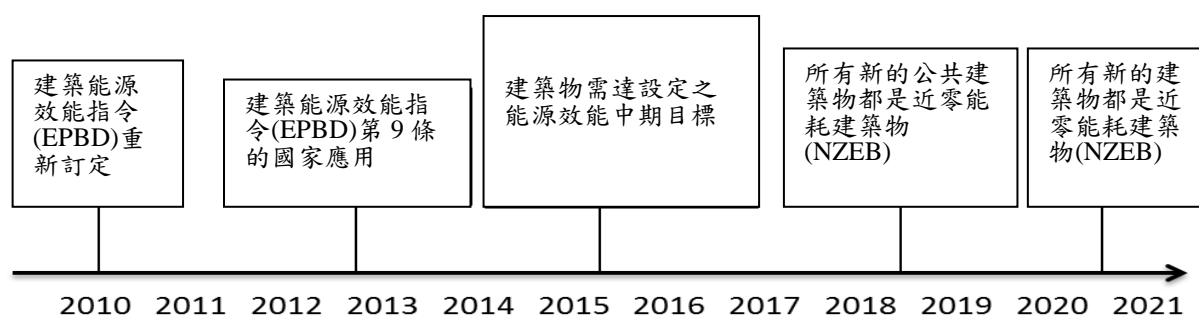 建築能源
效能指令
(EPBD)重
新訂定
建築能源效能指
令(EPBD)第 9 條
的國家應用
建築物需達設定之
能源效能中期目標
所有新的公共建
築物都是近零能
耗建築物
(NZEB)
所有新的建
築物都是近
零能耗建築
物(NZEB)
2010 2011 2012 2013 2014 2015 2016 2017 2018 2019 2020 2021